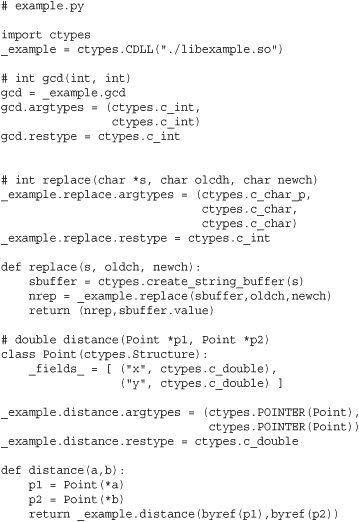 # example.py
import ctypes
_example = ctypes.CDLL("./libexample.so")
# int gcd(int, int)
gcd = _example.gcd
gcd.argtypes = (ctypes.c_int,
ctypes.c_int)
gcd.restype = ctypes.c_int
# int replace(char *s, char olcdh, char newch)
_example.replace.argtypes = (ctypes.c_char_p,
ctypes.c_char,
ctypes.c_char)
_example.replace.restype = ctypes.c_int
def replace(s, oldch, newch):
sbuffer = ctypes.create_string_buffer(s)
nrep = _example.replace(sbuffer,oldch,newch)
return (nrep,sbuffer.value)
# double distance(Point *p1, Point *p2)
class Point(ctypes.Structure):
_fields_ = [ ("x", ctypes.c_double),
("y", ctypes.c_double) ]
_example.distance.argtypes = (ctypes.POINTER(Point),
ctypes.POINTER(Point))
_example.distance.restype = ctypes.c_double
def distance(a,b):
p1 = Point(*a)
p2 = Point(*b)
return _example.distance(byref(p1),byref(p2))